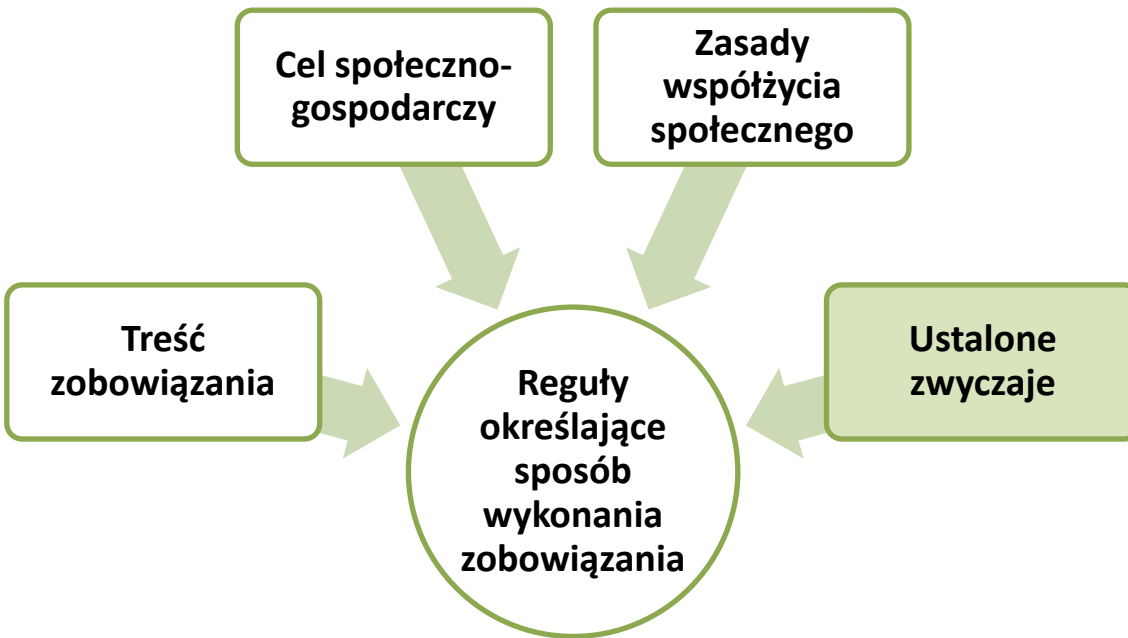 Cel społeczno-
gospodarczy
Zasady
współżycia
społecznego
Treść
zobowiązania
Ustalone
zwyczaje
Reguły
określające
sposób
wykonania
zobowiązania